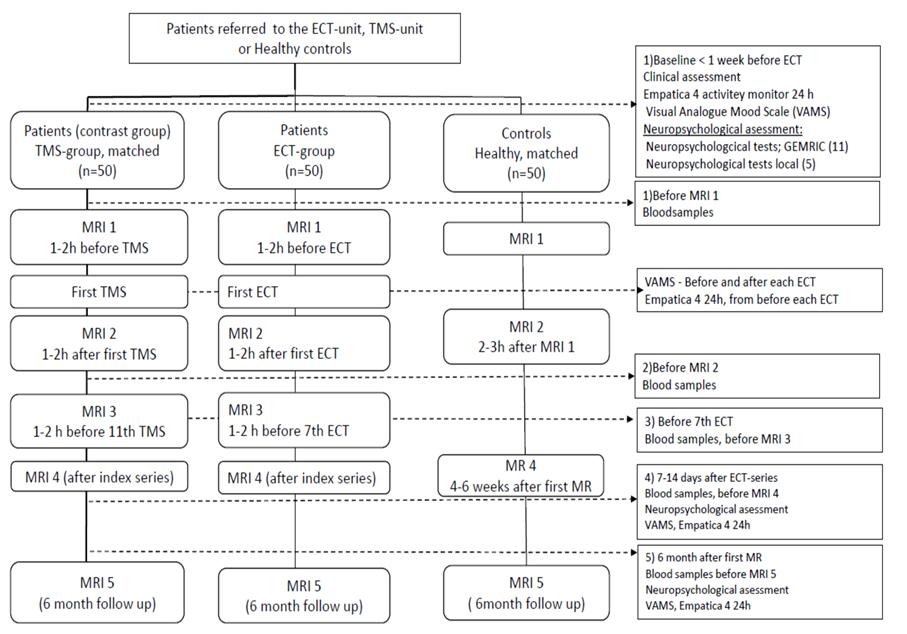 Patients referred to the ECT-unit, TMS-unit
or Healthy controls
Patients (contrast group)
TMS-group, matched
(n=50)
Patients
ECT-group
(n=50)
Controls
Healthy, matched
(n=50)
1)Baseline < 1 week before ECT
Clinical assessment
Empatica 4 activitey monitor 24 h
Visual Analogue Mood Scale (VAMS)
Neuropsychological asessment:
Neuropsychologcical tests; GEMRIC (11)
Neuropsychological tests local (5)
MRI 1
1-2h before TMS
MRI 1
1-2h before ECT
MRI 1
1)Before MRI 1
Bloodsamples
First TMS
First ECT
VAMS - Before and after each ECT
Empatica 4 24h, from before each ECT
MRI 2
1-2h after first TMS
MRI 2
1-2h after first ECT
MRI 2
2-3h after MRI 1
2)Before MRI 2
Blood samples
MRI 3
1-2 h before 11th TMS
MRI 3
1-2 h before 7th ECT
3) Before 7th ECT
Blood samples, before MRI 3
MRI 4 (after index series)
MRI 4 (after index series)
MR 4
4-6 weeks after first MR
4) 7-14 days after ECT-series
Blood samples, before MRI 4
Neuropsychological asessment
VAMS, Empatica 4 24h
MRI 5
(6 month follow up)
MRI 5
(6 month follow up)
MRI 5
( 6month follow up)
5) 6 month after first MR
Blood samples before MRI 5
Neuropsychological asessment
VAMS, Empatica 4 24h